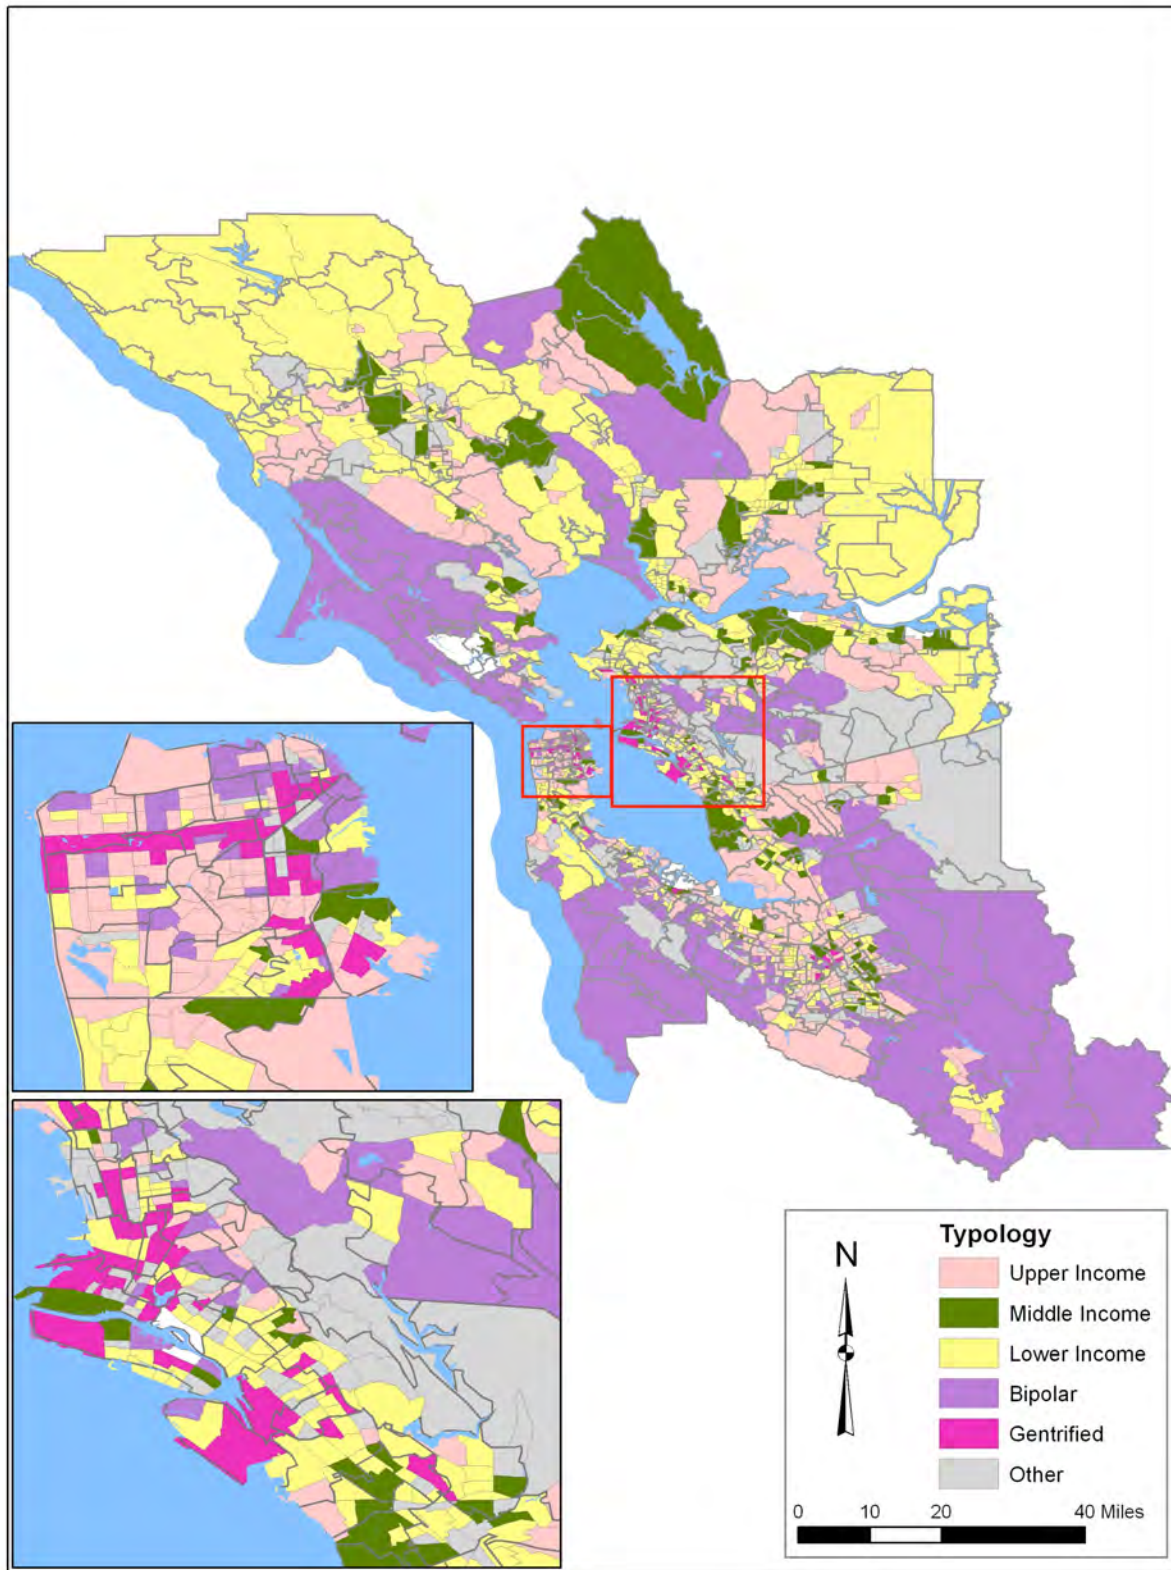 Typology
N
Upper Income
Middle Income
Lower Income
Bipolar
Gentrified
Other
0 10 20 40 Miles